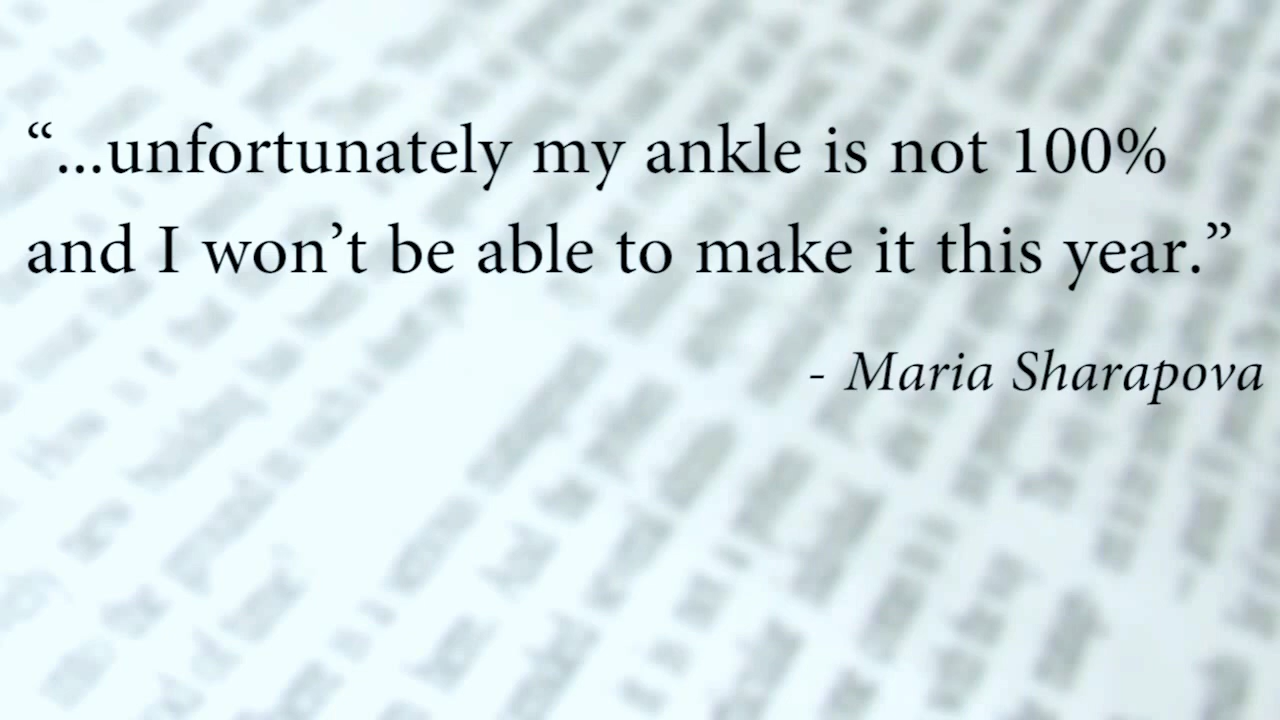 “...unfortunately my ankle is not 100%
and I won’t be able to make it this year.”
- Maria Sharapova